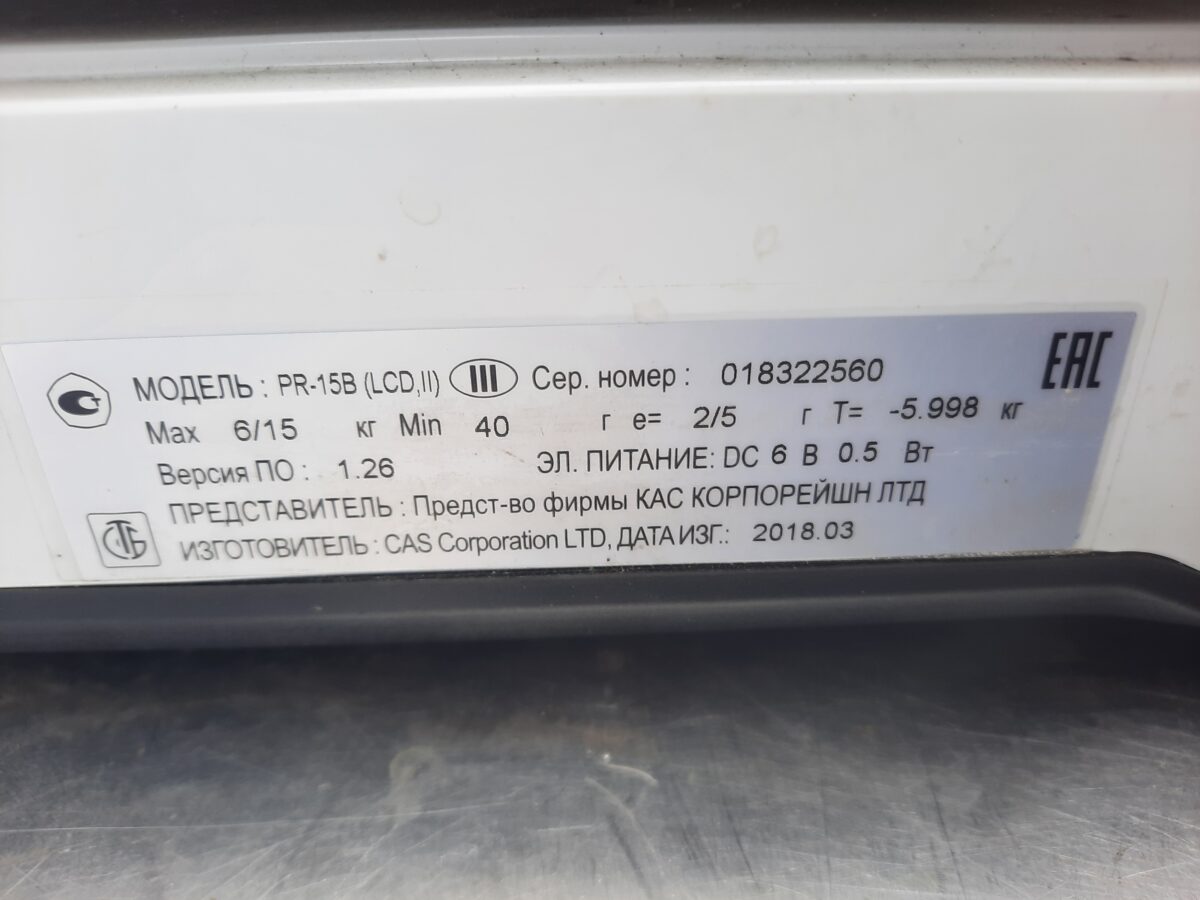 МОДЕЛЬ : PR-15B (LCD,II) III Сер. номер : 018322560
EAC
Max 6/15 кг Min 40 г e= 2/5 г T= -5.998 кг
Версия ПО : 1.26 ЭЛ. ПИТАНИЕ: DC 6 В 0.5 Вт
ПРЕДСТАВИТЕЛЬ : Предст-во фирмы КАС КОРПОРЕЙШН ЛТД
ИЗГОТОВИТЕЛЬ : CAS Corporation LTD, ДАТА ИЗГ.: 2018.03